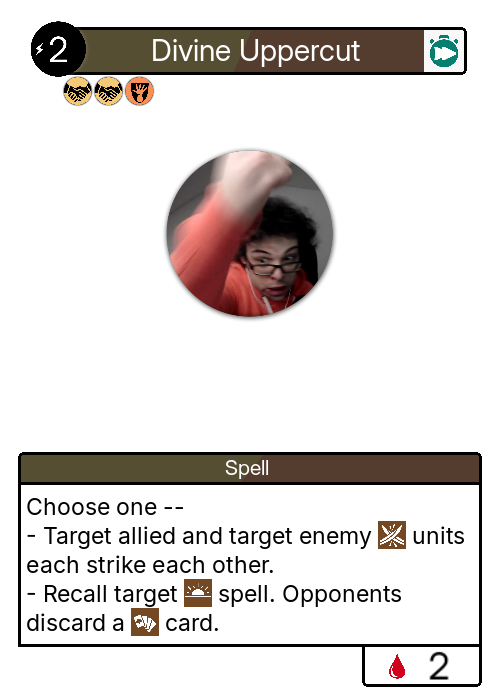 2
Divine Uppercut
Spell
Choose one --
- Target allied and target enemy units
each strike each other.
- Recall target spell. Opponents
discard a card.
2